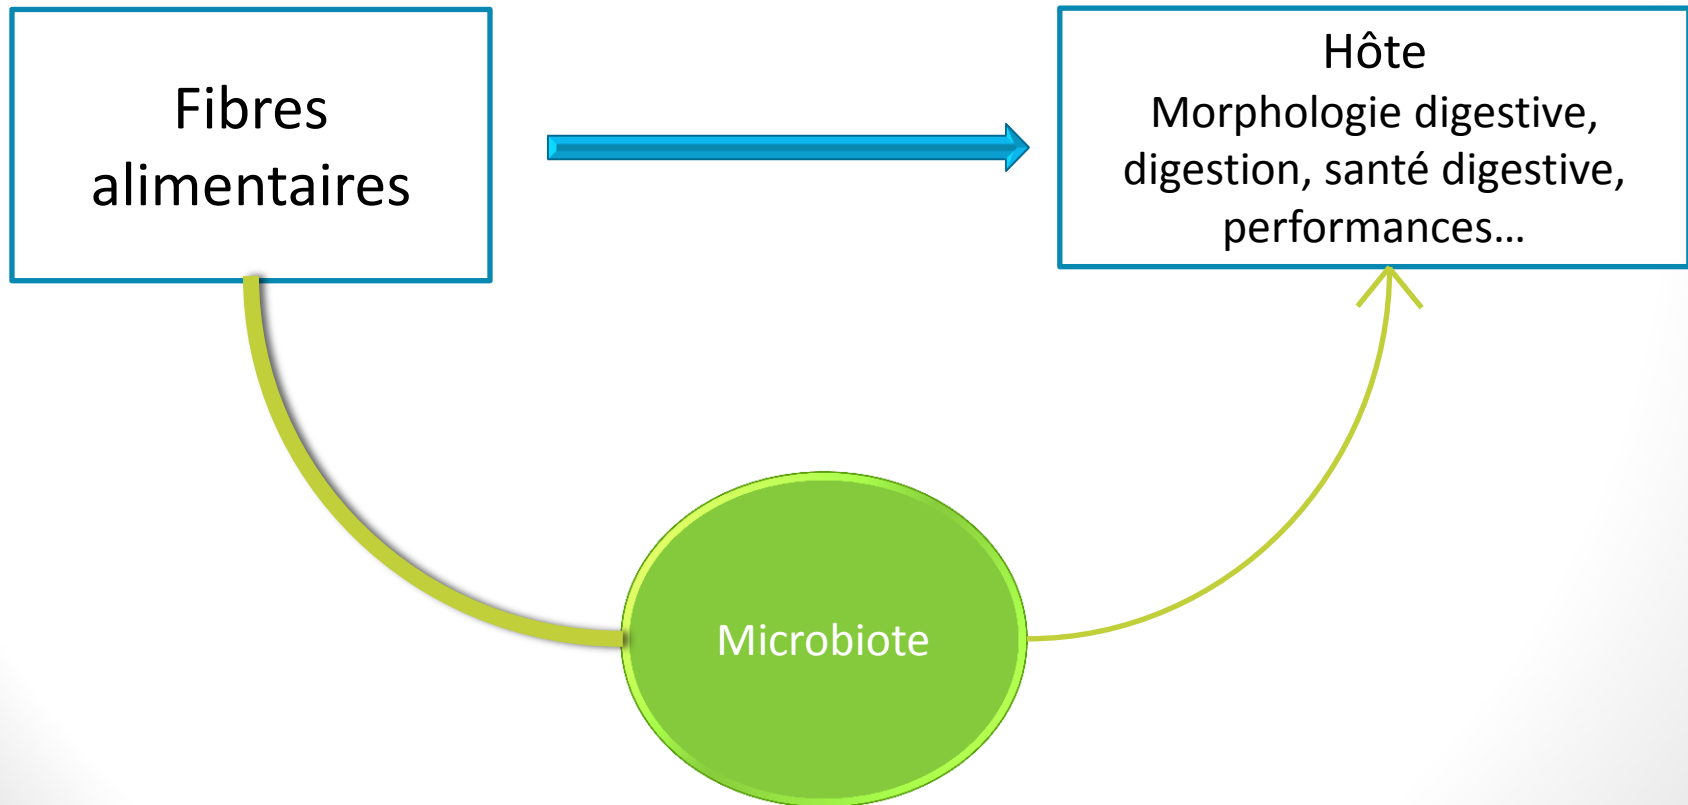 Fibres
alimentaires
Hôte
Morphologie digestive,
digestion, santé digestive,
performances…
Microbiote